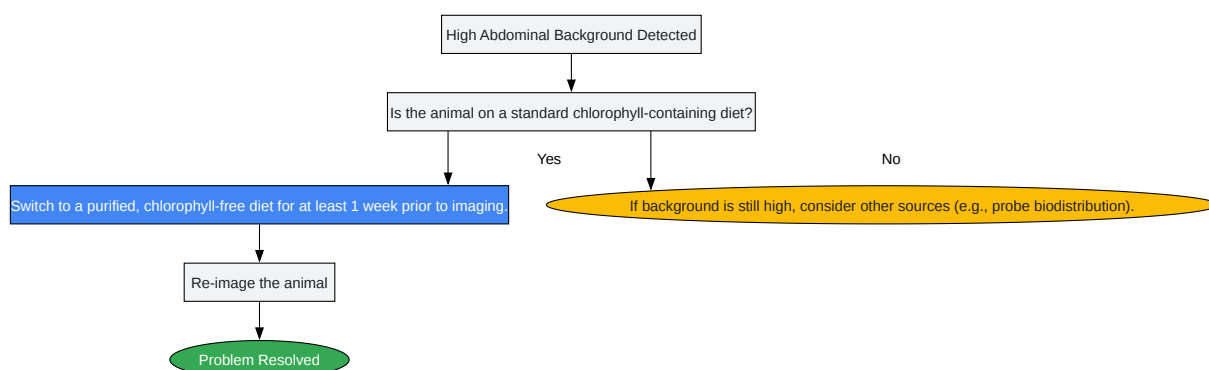 High Abdominal Background Detected
Is the animal on a standard chlorophyll-containing diet?
Yes
No
Switch to a purified, chlorophyll-free diet for at least 1 week prior to imaging.
If background is still high, consider other sources (e.g., probe biodistribution).
Re-image the animal
Problem Resolved